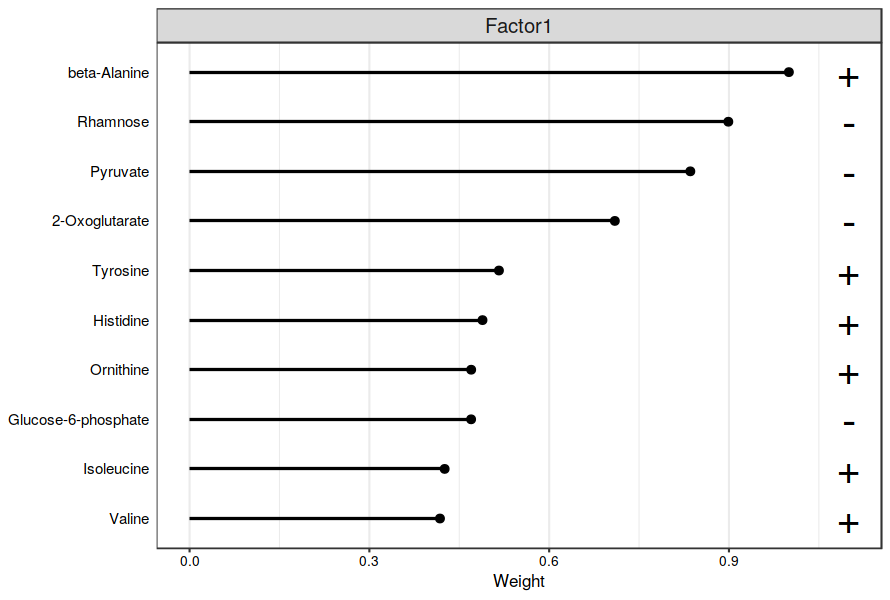 Factor1
beta-Alanine +
Rhamnose -
Pyruvate -
2-Oxoglutarate -
Tyrosine +
Histidine +
Ornithine +
Glucose-6-phosphate -
Isoleucine +
Valine +
0.0 0.3 0.6 0.9
Weight